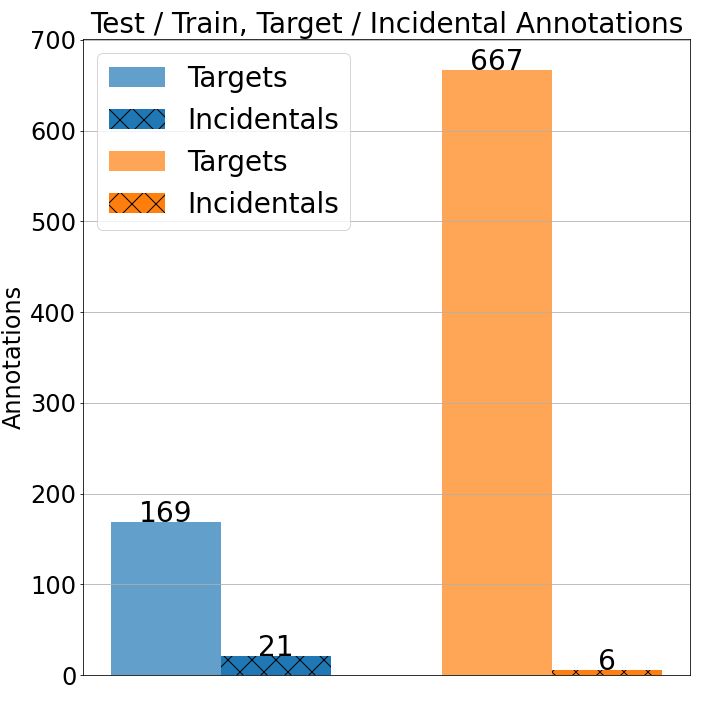 Test / Train, Target / Incidental Annotations
700
600
500
400
300
200
100
0
Annotations
Targets
Incidentals
Targets
Incidentals
169
21
667
6